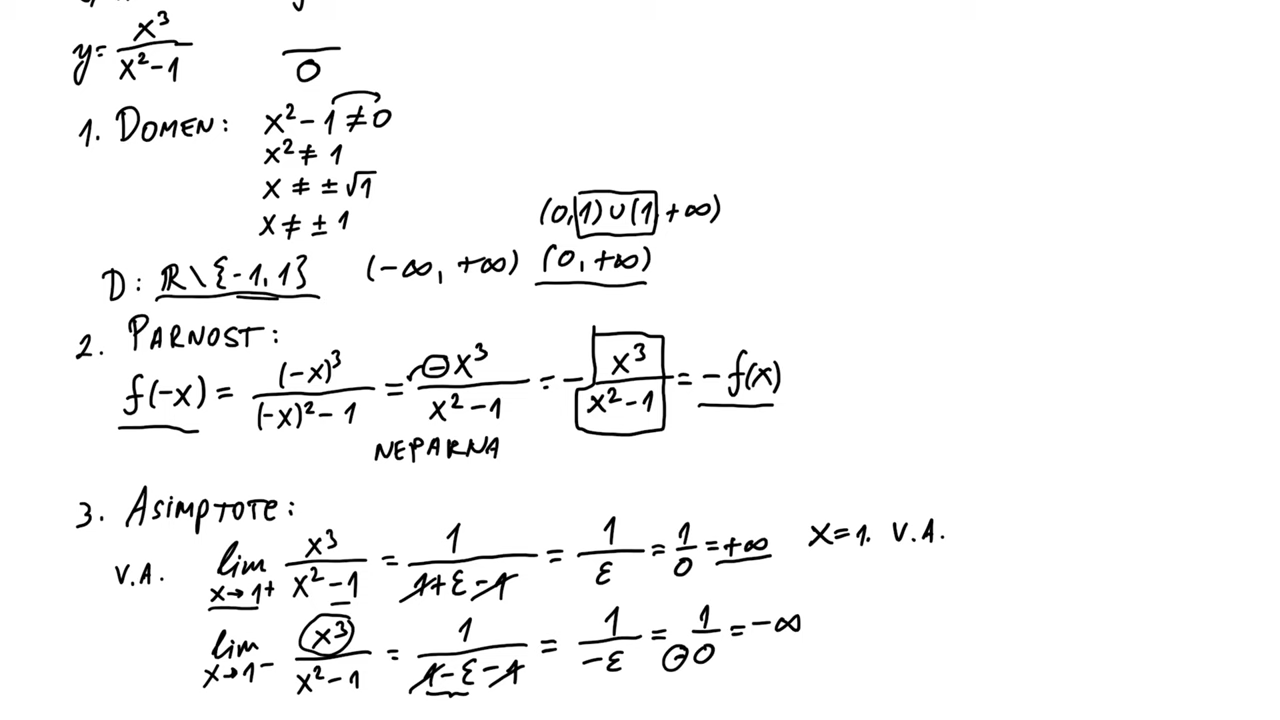 y = x³/(x²-1)    —/0
1. DOMEN: x² - 1 ≠ 0
x² ≠ 1
x ≠ ± √1
x ≠ ± 1
(0,1) ∪ (1,+∞)
D: ℝ \ {-1, 1} (-∞, +∞) (0, +∞)
2. PARNOST:
f(-x) = (-x)³/((-x)² - 1) = -x³/(x² - 1) = - x³/(x² - 1) = - f(x)
NEPARNA
3. ASIMPTOTE:
V.A. lim x→1⁺ x³/(x² - 1) = 1/(1+ε-1) = 1/ε = 1/0 = +∞ x=1. V.A.
lim x→1⁻ x³/(x² - 1) = 1/(1-ε-1) = 1/-ε = 1/-0 = -∞